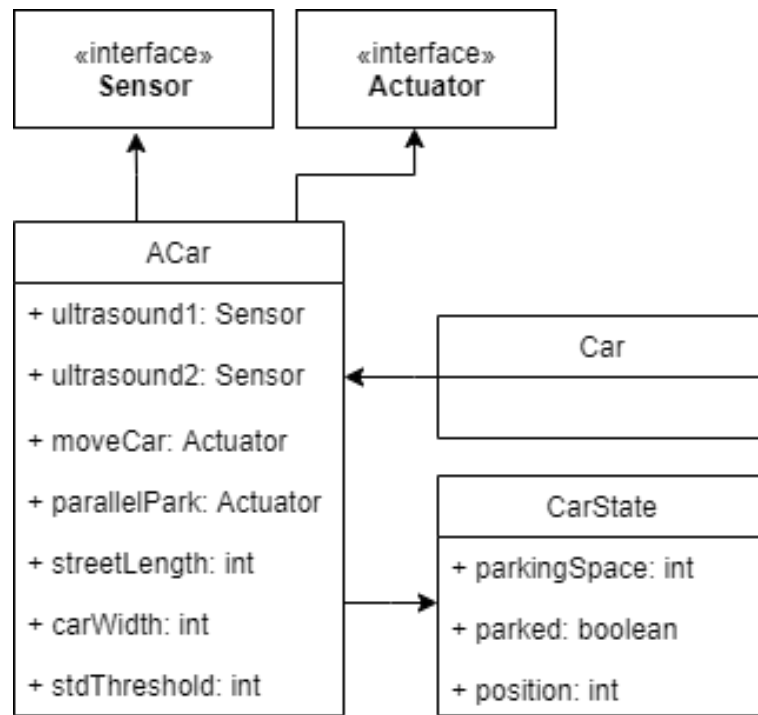 «interface»
Sensor
«interface»
Actuator
ACar
+ ultrasound1: Sensor
+ ultrasound2: Sensor
+ moveCar: Actuator
+ parallelPark: Actuator
+ streetLength: int
+ carWidth: int
+ stdThreshold: int
Car
CarState
+ parkingSpace: int
+ parked: boolean
+ position: int